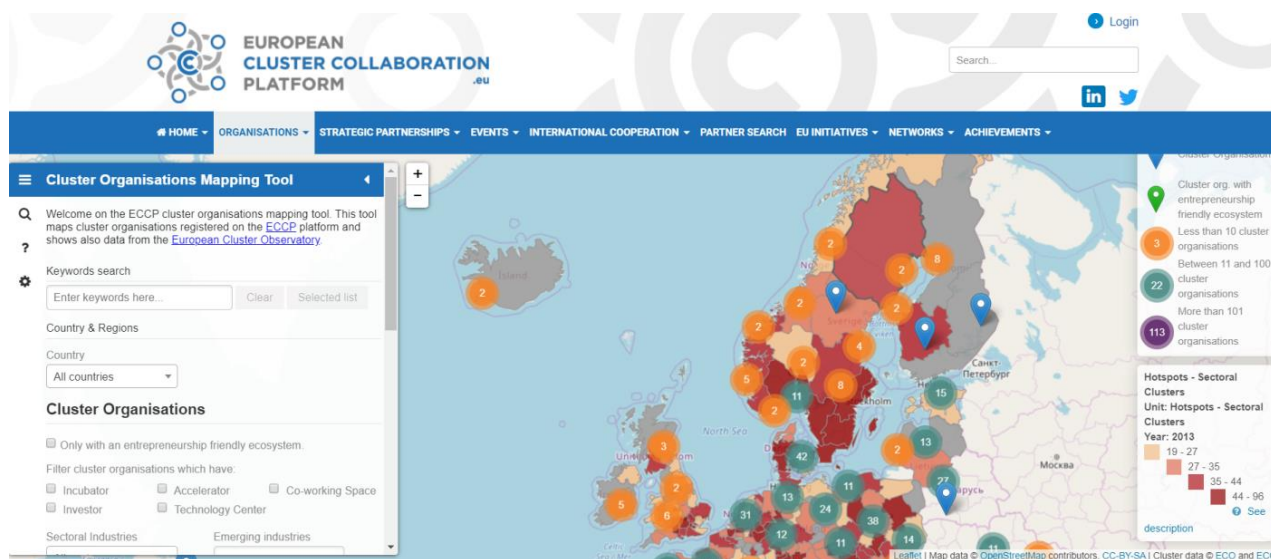 Login
EUROPEAN
CLUSTER COLLABORATION
PLATFORM .eu
Search...
in
HOME ORGANISATIONS STRATEGIC PARTNERSHIPS EVENTS INTERNATIONAL COOPERATION PARTNER SEARCH EU INITIATIVES NETWORKS ACHIEVEMENTS
Cluster Organisations Mapping Tool
Welcome on the ECCP cluster organisations mapping tool. This tool
maps cluster organisations registered on the ECCP platform and
shows also data from the European Cluster Observatory.
Keywords search
Enter keywords here... Clear Selected list
Country & Regions
Country
All countries
Cluster Organisations
Only with an entrepreneurship friendly ecosystem.
Filter cluster organisations which have:
Incubator Accelerator Co-working Space
Investor Technology Center
Sectoral Industries Emerging industries
+
−
Ísland
2
2
8
2
2
2
2
Sverige
4
2
5
8
11
2
15
Санкт-
Петербург
North Sea
3
42
2
13
Москва
2
5
6
13
11
27
31
24
38
12
11
14
11
Cluster Organisation
Cluster org. with
entrepreneurship
friendly ecosystem
Less than 10 cluster
3
organisations
Between 11 and 100
cluster
22
organisations
More than 101
cluster
113
organisations
Hotspots - Sectoral
Clusters
Unit: Hotspots - Sectoral
Clusters
Year: 2013
19 - 27
27 - 35
35 - 44
44 - 96
See
description
Leaflet | Map data © OpenStreetMap contributors, CC-BY-SA | Cluster data © ECO and